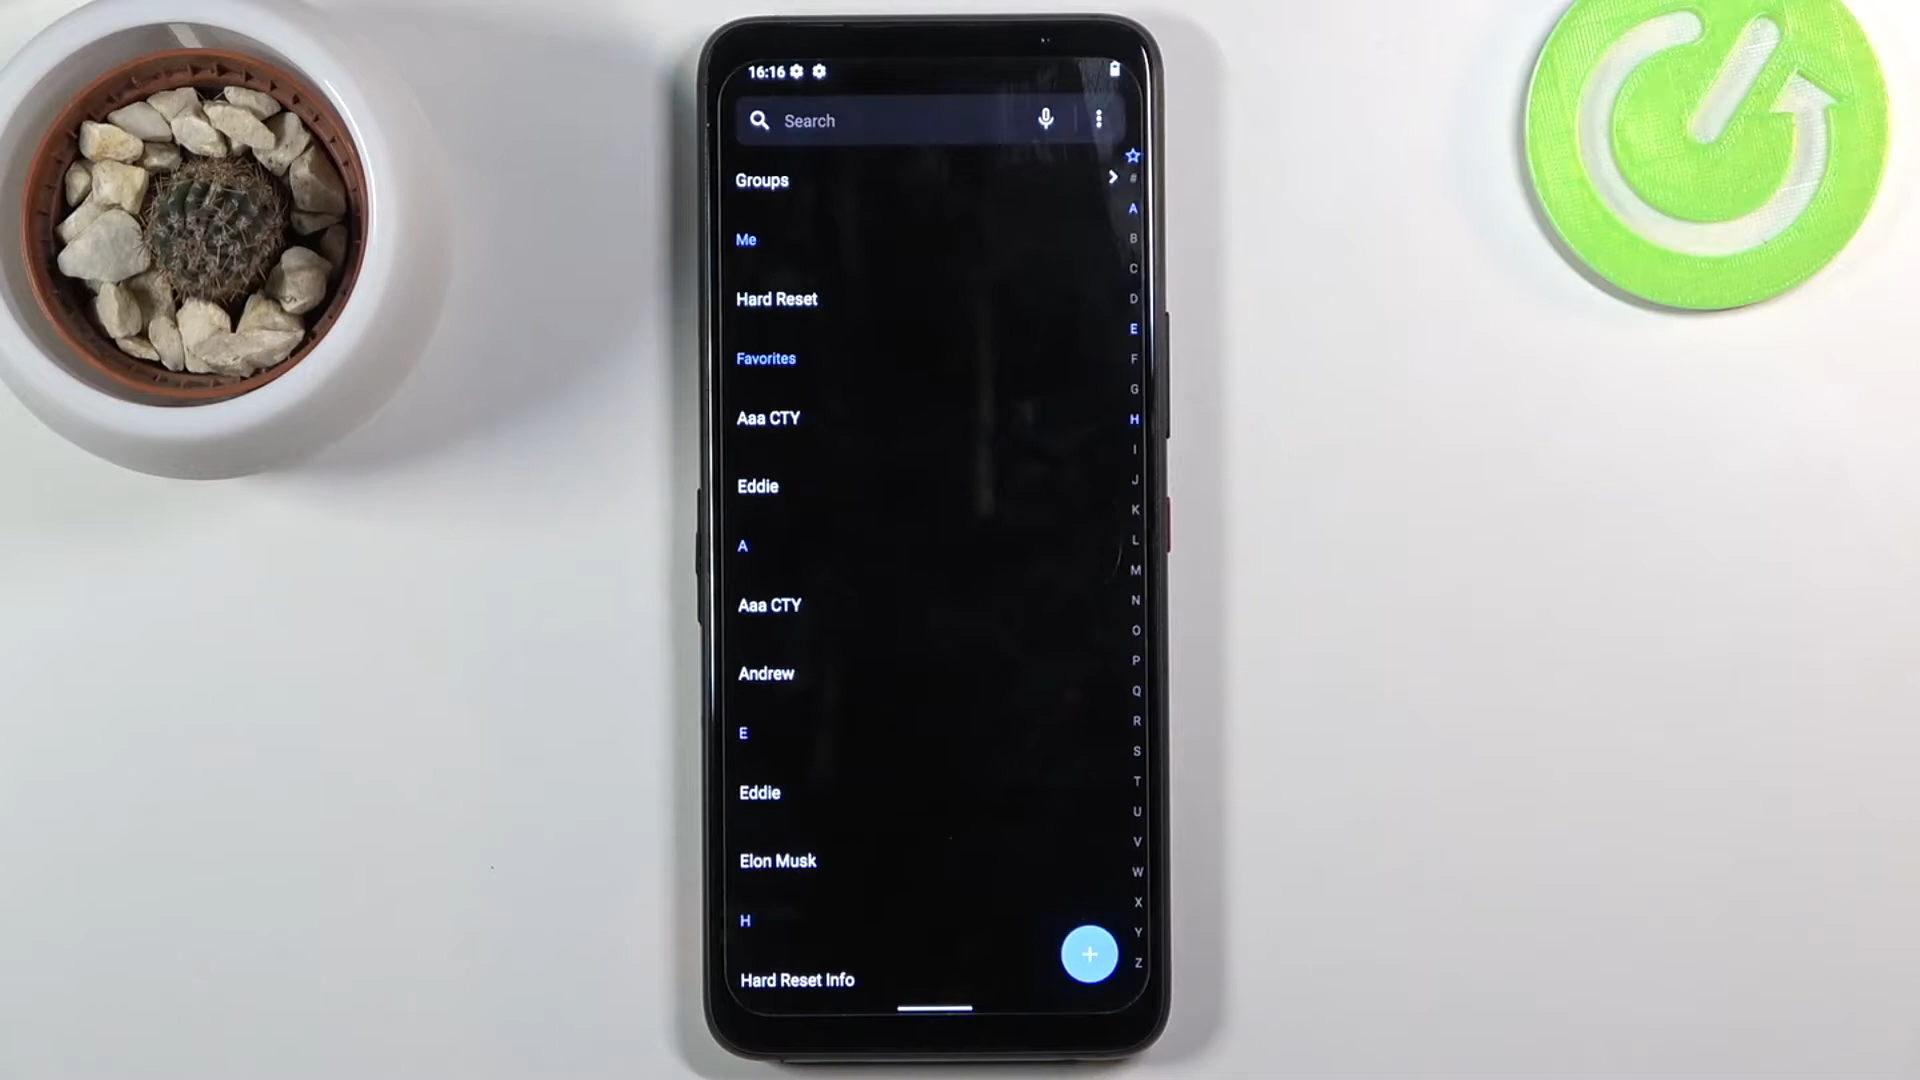 16:16
Search
Groups
#
Me
A
B
C
Hard Reset
D
E
Favorites
F
G
Aaa CTY
H
I
Eddie
J
K
A
L
M
Aaa CTY
N
O
Andrew
P
Q
R
E
S
T
Eddie
U
V
Elon Musk
W
X
H
Y
Z
Hard Reset Info